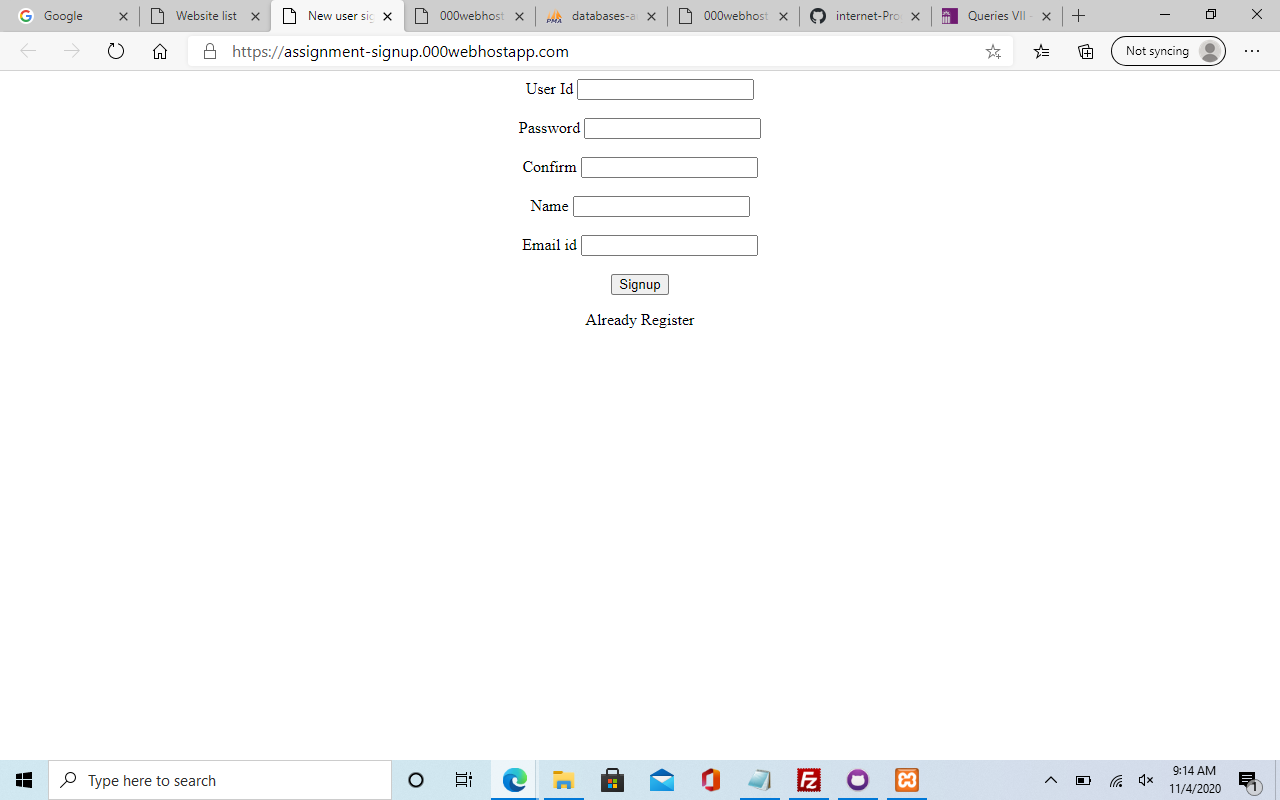 Google
Website list
New user sig
000webhost
databases-a
000webhost
internet-Pro
Queries VII -
https://assignment-signup.000webhostapp.com
Not syncing
User Id
Password
Confirm
Name
Email id
Signup
Already Register
Type here to search
9:14 AM
11/4/2020
1